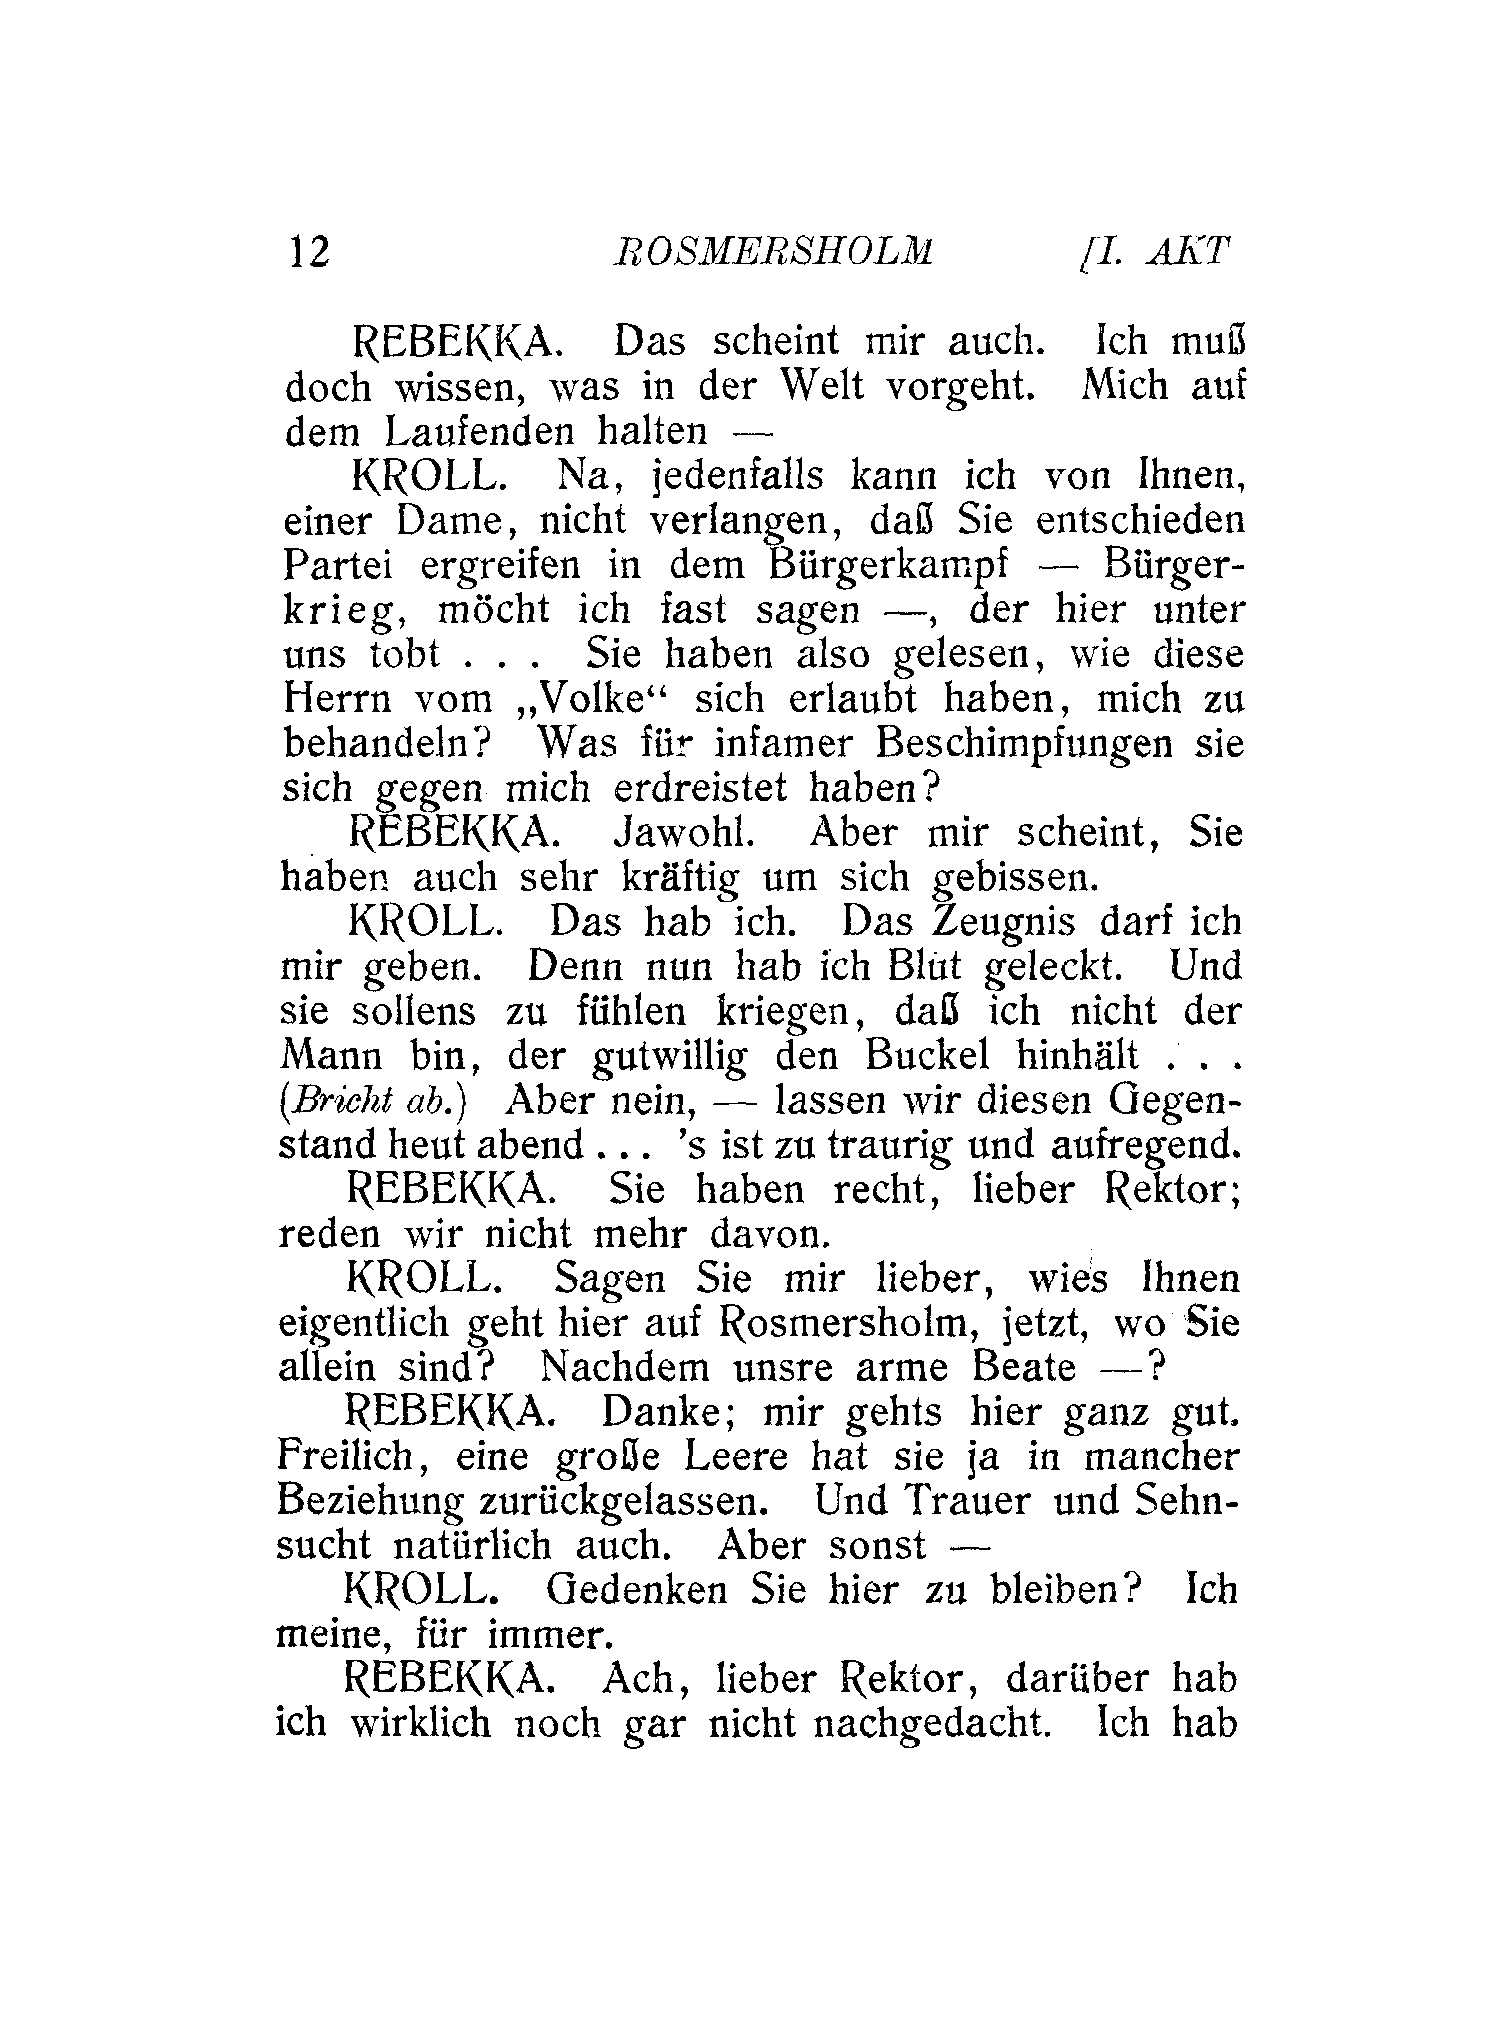 12 ROSMERSHOLM [I. AKT
REBEKKA. Das scheint mir auch. Ich muß
doch wissen, was in der Welt vorgeht. Mich auf
dem Laufenden halten —
KROLL. Na, jedenfalls kann ich von Ihnen,
einer Dame, nicht verlangen, daß Sie entschieden
Partei ergreifen in dem Bürgerkampf — Bürger-
krieg, möcht ich fast sagen —, der hier unter
uns tobt . . . Sie haben also gelesen, wie diese
Herrn vom „Volke“ sich erlaubt haben, mich zu
behandeln? Was für infamer Beschimpfungen sie
sich gegen mich erdreistet haben?
REBEKKA. Jawohl. Aber mir scheint, Sie
haben auch sehr kräftig um sich gebissen.
KROLL. Das hab ich. Das Zeugnis darf ich
mir geben. Denn nun hab ich Blut geleckt. Und
sie sollens zu fühlen kriegen, daß ich nicht der
Mann bin, der gutwillig den Buckel hinhält . . .
(Bricht ab.) Aber nein, — lassen wir diesen Gegen-
stand heut abend . . . ’s ist zu traurig und aufregend.
REBEKKA. Sie haben recht, lieber Rektor;
reden wir nicht mehr davon.
KROLL. Sagen Sie mir lieber, wies Ihnen
eigentlich geht hier auf Rosmersholm, jetzt, wo Sie
allein sind? Nachdem unsre arme Beate —?
REBEKKA. Danke; mir gehts hier ganz gut.
Freilich, eine große Leere hat sie ja in mancher
Beziehung zurückgelassen. Und Trauer und Sehn-
sucht natürlich auch. Aber sonst —
KROLL. Gedenken Sie hier zu bleiben? Ich
meine, für immer.
REBEKKA. Ach, lieber Rektor, darüber hab
ich wirklich noch gar nicht nachgedacht. Ich hab